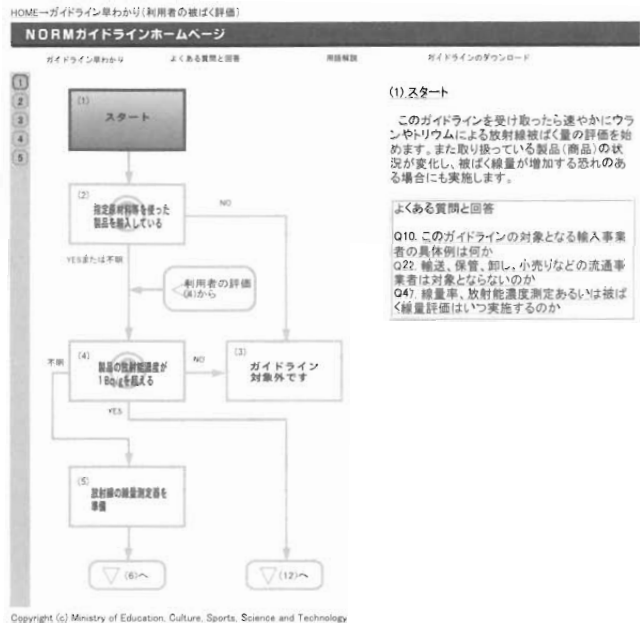 HOME→ガイドライン早わかり(利用者の被ばく評価)
NORMガイドラインホームページ
ガイドライン早わかり よくある質問と回答 用語解説 ガイドラインのダウンロード
1
2
3
4
5
(1)
スタート
(2)
指定原材料等を使った
製品を輸入している
NO
YESまたは不明
利用者の評価
(A)から
(4)
製品の放射能濃度が
1Bq/gを超える
不明
NO
YES
(3)
ガイドライン
対象外です
(5)
放射線の線量測定器を
準備
(6)へ
(12)へ
(1) スタート
このガイドラインを受け取ったら速やかにウラ
ンやトリウムによる放射線被ばく量の評価を始
めます。また取り扱っている製品(商品)の状
況が変化し、被ばく線量が増加する恐れのあ
る場合にも実施します。
よくある質問と回答
Q10. このガイドラインの対象となる輸入事業
者の具体例は何か
Q22. 輸送、保管、卸し、小売りなどの流通事
業者は対象とならないのか
Q47. 線量率、放射能濃度測定あるいは被ば
く線量評価はいつ実施するのか
Copyright (c) Ministry of Education, Culture, Sports, Science and Technology